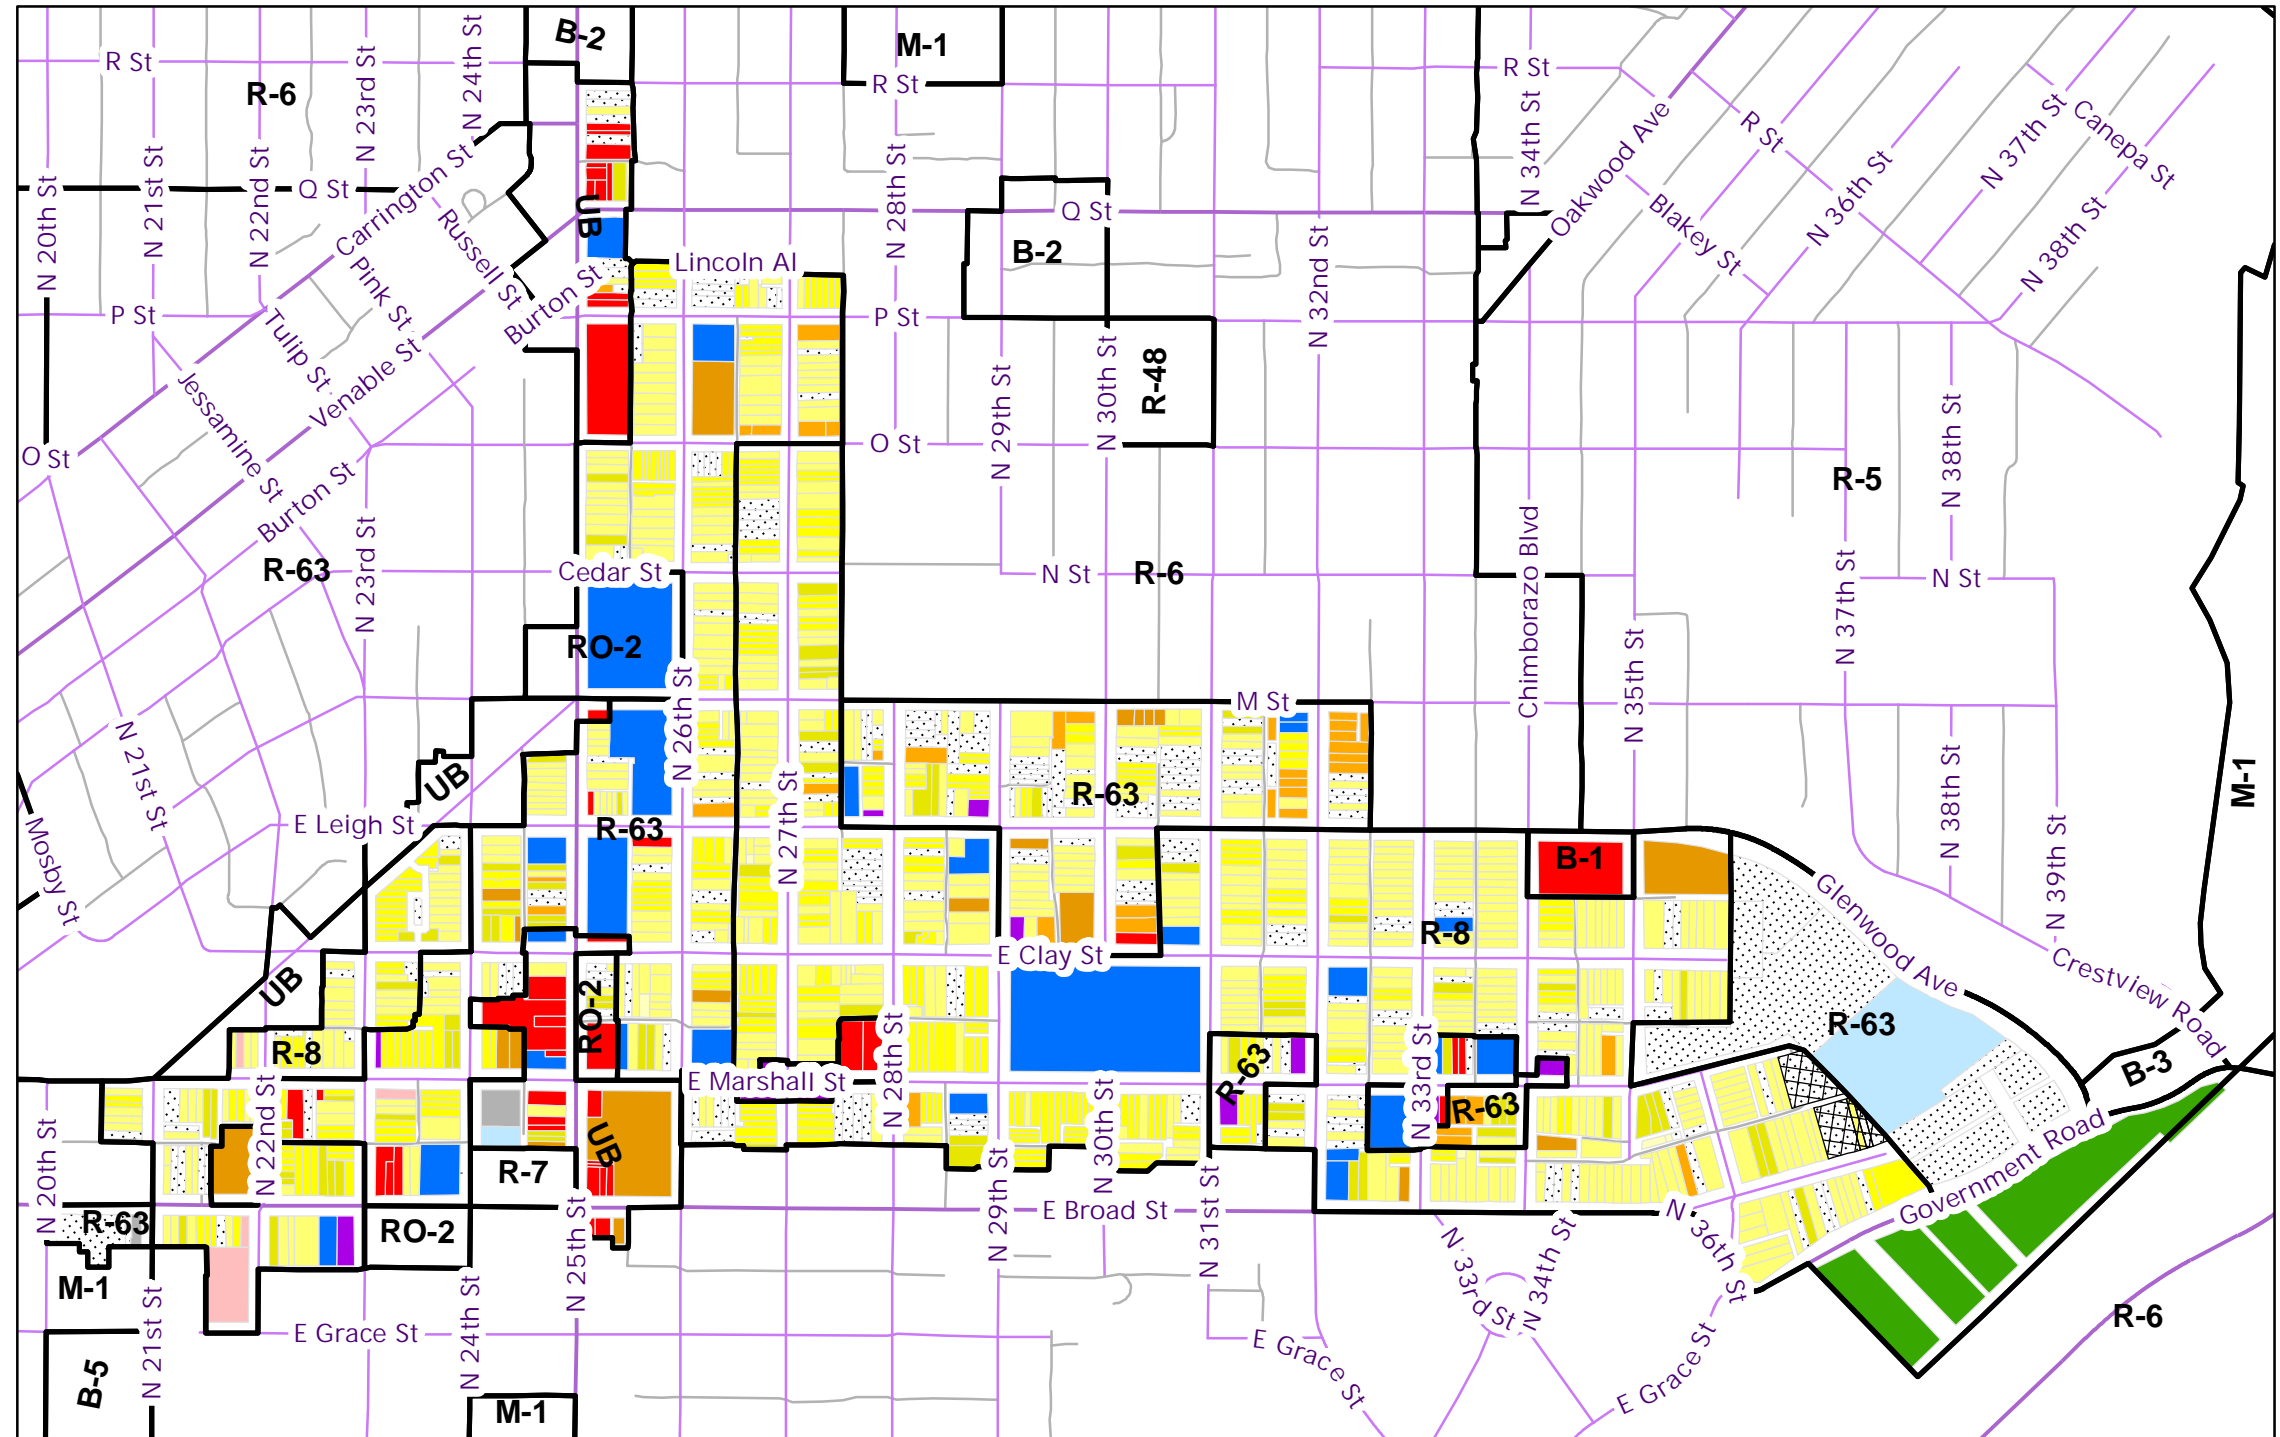 B-2
M-1
R St
R St
R St
R-6
N 23rd St
N 24th St
N 34th St
Oakwood Ave
R St
N 37th St
Canepa St
N 20th St
N 21st St
N 22nd St
Q St
Carrington St
Russell St
UB
N 28th St
Q St
B-2
Blakey St
N 36th St
N 38th St
C Pink St
Burton St
Lincoln Al
N 32nd St
P St
Tulip St
Venable St
P St
N 29th St
N 30th St
R-48
O St
Jessamine St
Burton St
O St
R-5
N 38th St
R-63
N 23rd St
Cedar St
N St
R-6
Chimborazo Blvd
N 37th St
N St
RO-2
N 26th St
N 35th St
M St
N 21st St
UB
M-1
Mosby St
E Leigh St
R-63
N 27th St
R-63
N 38th St
N 39th St
B-1
Glenwood Ave
R-8
E Clay St
Crestview Road
UB
RO-2
R-63
R-8
N 28th St
R-63
N 33rd St
B-3
E Marshall St
N 22nd St
N 20th St
UB
R-7
N 30th St
R-63
Government Road
N 29th St
N 31st St
R-63
RO-2
N 25th St
E Broad St
N 36th St
N 33rd St
N 34th St
M-1
N 21st St
E Grace St
N 24th St
E Grace St
E Grace St
R-6
B-5
M-1